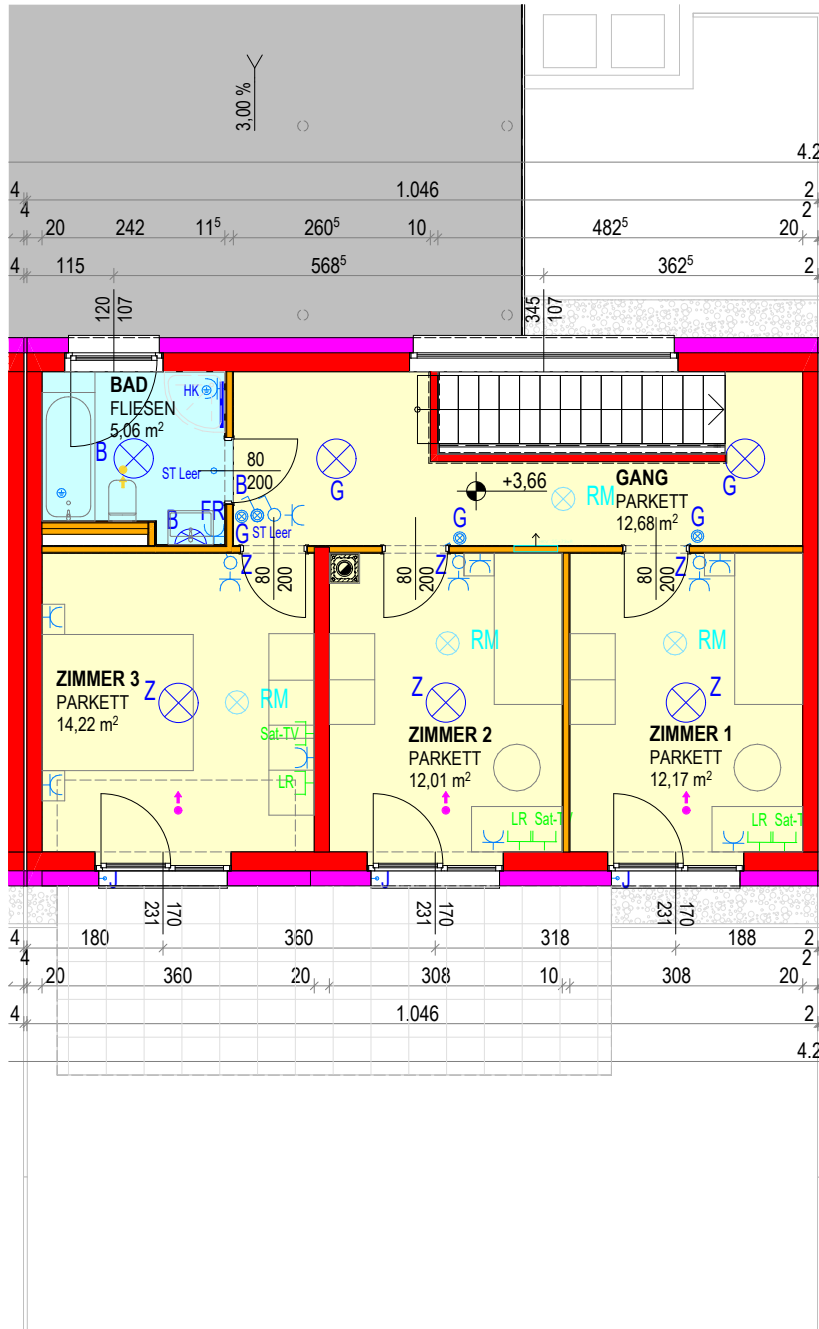 3,00 %
4.2
4 1.046 2
4 2
20 242 11⁵ 260⁵ 10 482⁵ 20
4 115 568⁵ 362⁵ 2
120
107
345
107
BAD
FLIESEN
5,06 m²
HK
B
ST Leer
80
200
G
B
FR
B
G
ST Leer
+3,66
RM
GANG
PARKETT
12,68 m²
G
G
G
Z
80
200
80
200
Z
80
200
Z
RM
RM
ZIMMER 3
PARKETT
14,22 m²
Z
RM
Sat-TV
LR
Z
ZIMMER 2
PARKETT
12,01 m²
LR Sat-TV
Z
ZIMMER 1
PARKETT
12,17 m²
LR Sat-T
J
J
J
231
170
231
170
231
170
4 180 360 318 188 2
4 2
20 360 20 308 10 308 20
4 1.046 2
4.2